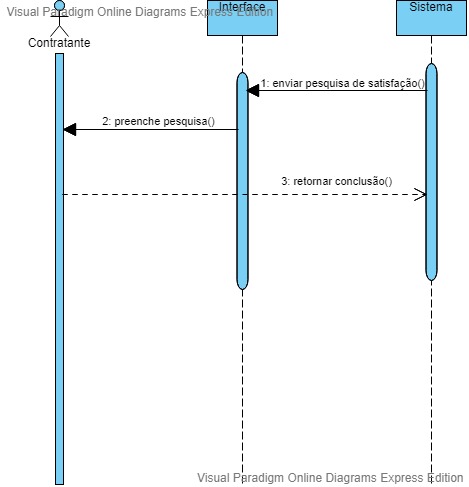 Visual Paradigm Online Diagrams Express Edition
Interface
Sistema
Contratante
1: enviar pesquisa de satisfação()
2: preenche pesquisa()
3: retornar conclusão()
Visual Paradigm Online Diagrams Express Edition